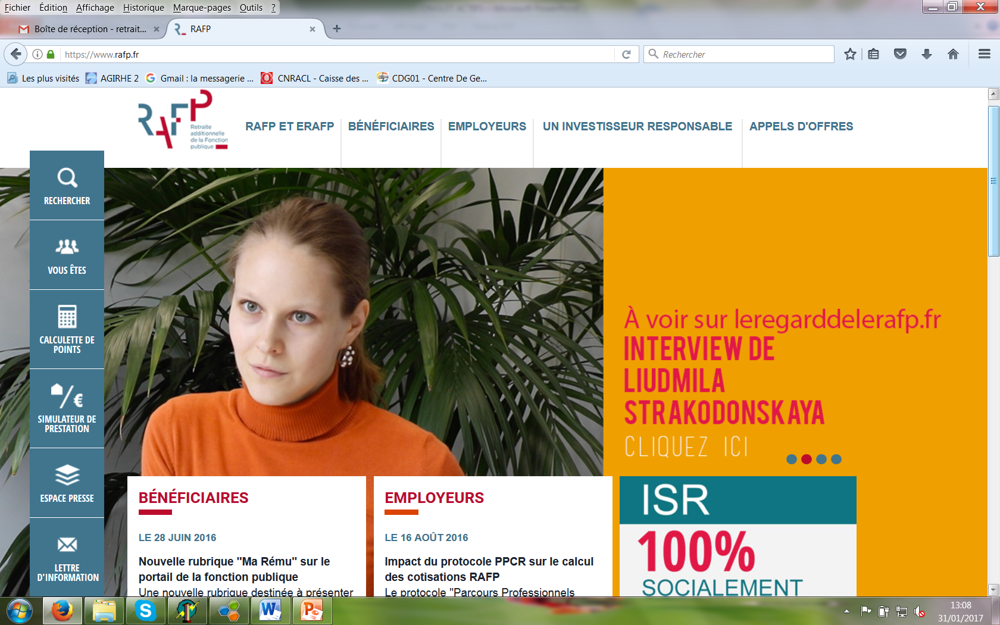 Fichier Édition Affichage Historique Marque-pages Outils ?
Boîte de réception - retrait... × RAFP × +
https://www.rafp.fr Rechercher
Les plus visités AGIRHE 2 Gmail : la messagerie ... CNRACL - Caisse des ... CDG01 - Centre De Ge...
RAFP
Retraite
additionnelle
de la Fonction
publique
RAFP ET ERAFP BÉNÉFICIAIRES EMPLOYEURS UN INVESTISSEUR RESPONSABLE APPELS D'OFFRES
RECHERCHER
VOUS ÊTES
CALCULETTE DE
POINTS
SIMULATEUR DE
PRESTATION
ESPACE PRESSE
LETTRE
D'INFORMATION
À voir sur leregarddelerafp.fr
INTERVIEW DE
LIUDMILA
STRAKODONSKAYA
CLIQUEZ ICI
BÉNÉFICIAIRES
LE 28 JUIN 2016
Nouvelle rubrique "Ma Rému" sur le
portail de la fonction publique
Une nouvelle rubrique destinée à présenter
EMPLOYEURS
LE 16 AOÛT 2016
Impact du protocole PPCR sur le calcul
des cotisations RAFP
Le protocole "Parcours Professionnels
ISR
100%
SOCIALEMENT
13:08
31/01/2017